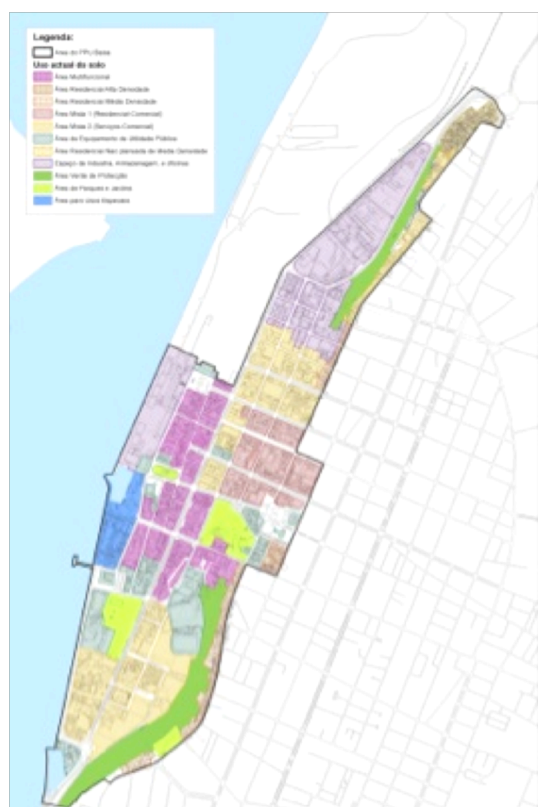 Legenda:
Área do PPU Baixa
Uso actual do solo
Área Multifuncional
Área Residencial Alta Densidade
Área Residencial Média Densidade
Área Mista 1 (Residencial-Comercial)
Área Mista 2 (Serviços-Comercial)
Área de Equipamento de Utilidade Pública
Área Residencial Não planeada de Média Densidade
Espaço de Indústria, Armazenagem, e oficinas
Área Verde de Protecção
Área de Parques e Jardins
Área para usos Especiais